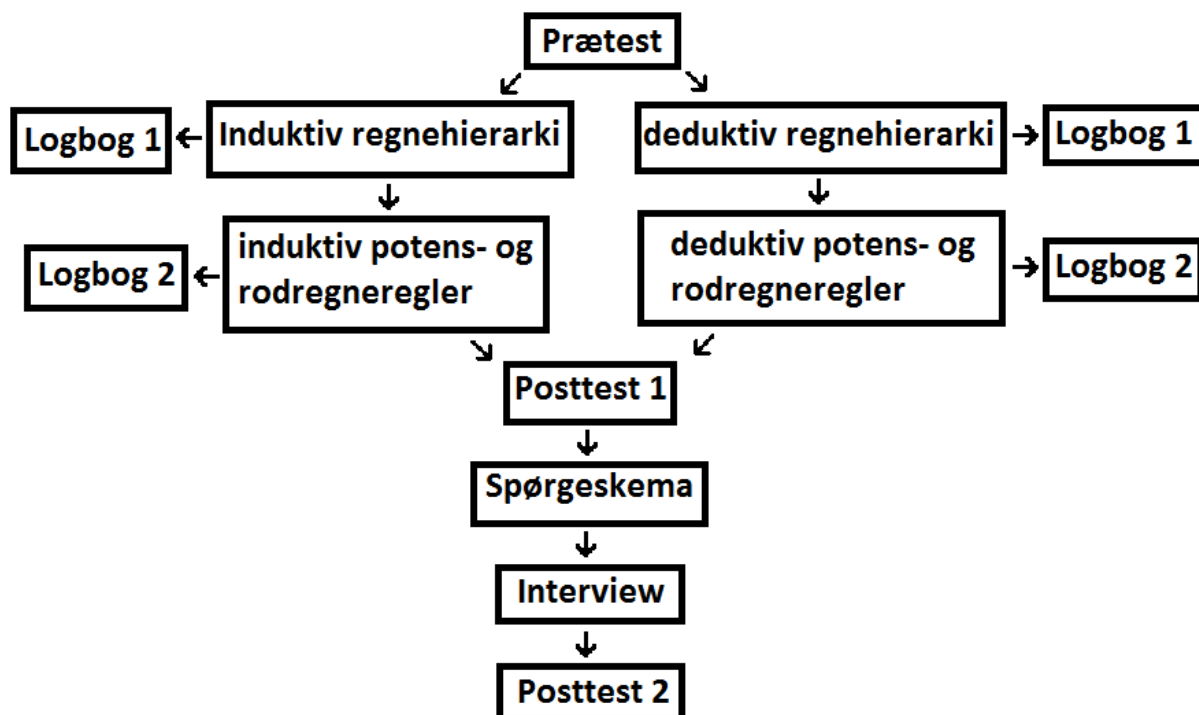 Prætest
Logbog 1
Induktiv regnehierarki
deduktiv regnehierarki
Logbog 1
Logbog 2
induktiv potens- og
rodregneregler
deduktiv potens- og
rodregneregler
Logbog 2
Posttest 1
Spørgeskema
Interview
Posttest 2